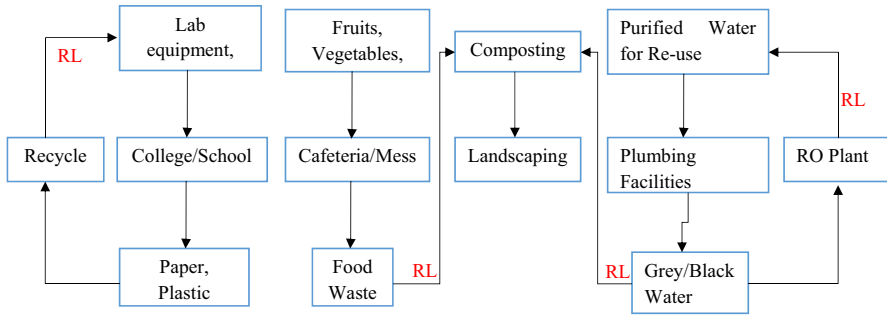 Lab
equipment,
Fruits,
Vegetables,
Composting
Purified Water
for Re-use
RL
RL
Recycle
College/School
Cafeteria/Mess
Landscaping
Plumbing
Facilities
RO Plant
Paper,
Plastic
Food
Waste
RL
RL
Grey/Black
Water